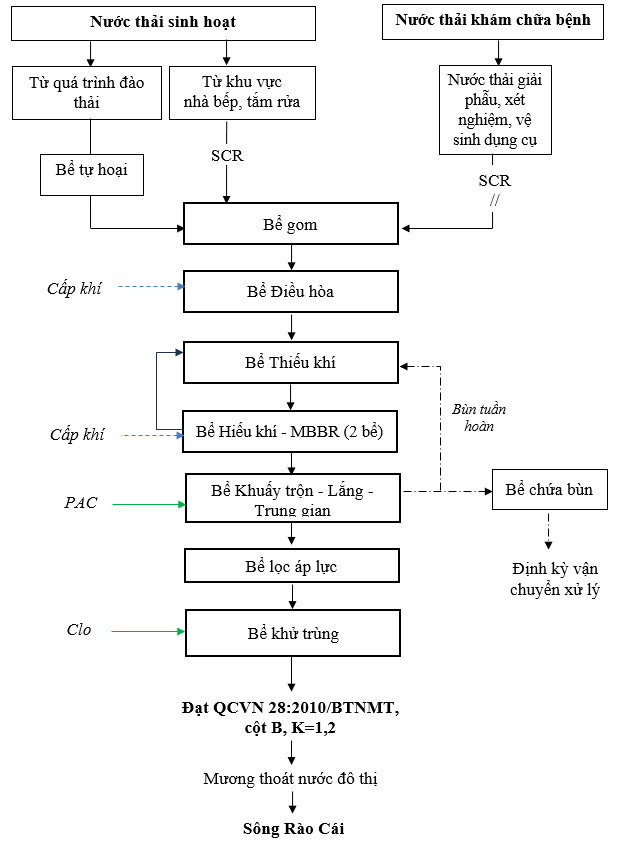 Nước thải sinh hoạt
Nước thải khám chữa bệnh
Từ quá trình đào
thải
Từ khu vực
nhà bếp, tắm rửa
Nước thải giải
phẫu, xét
nghiệm, vệ
sinh dụng cụ
Bể tự hoại
SCR
SCR
//
Bể gom
Cấp khí
Bể Điều hòa
Bể Thiếu khí
Bùn tuần
hoàn
Cấp khí
Bể Hiếu khí - MBBR (2 bể)
PAC
Bể Khuấy trộn - Lắng -
Trung gian
Bể chứa bùn
Bể lọc áp lực
Định kỳ vận
chuyển xử lý
Clo
Bể khử trùng
Đạt QCVN 28:2010/BTNMT,
cột B, K=1,2
Mương thoát nước đô thị
Sông Rào Cái